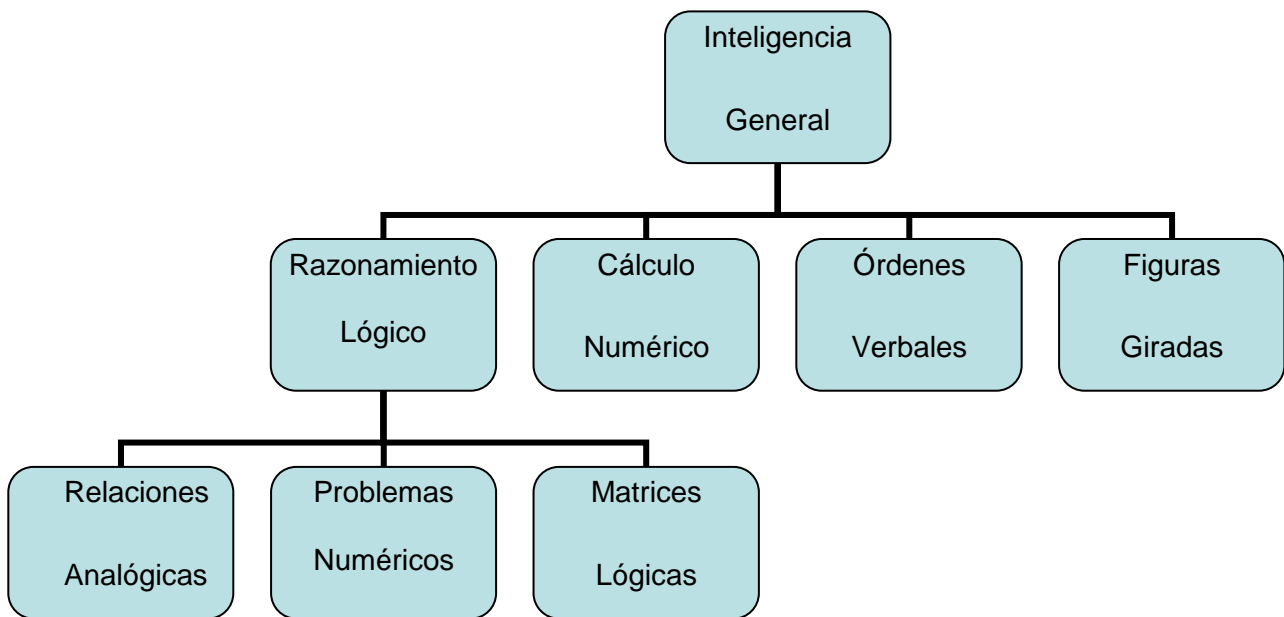 Inteligencia
General
Razonamiento
Lógico
Cálculo
Numérico
Órdenes
Verbales
Figuras
Giradas
Relaciones
Analógicas
Problemas
Numéricos
Matrices
Lógicas